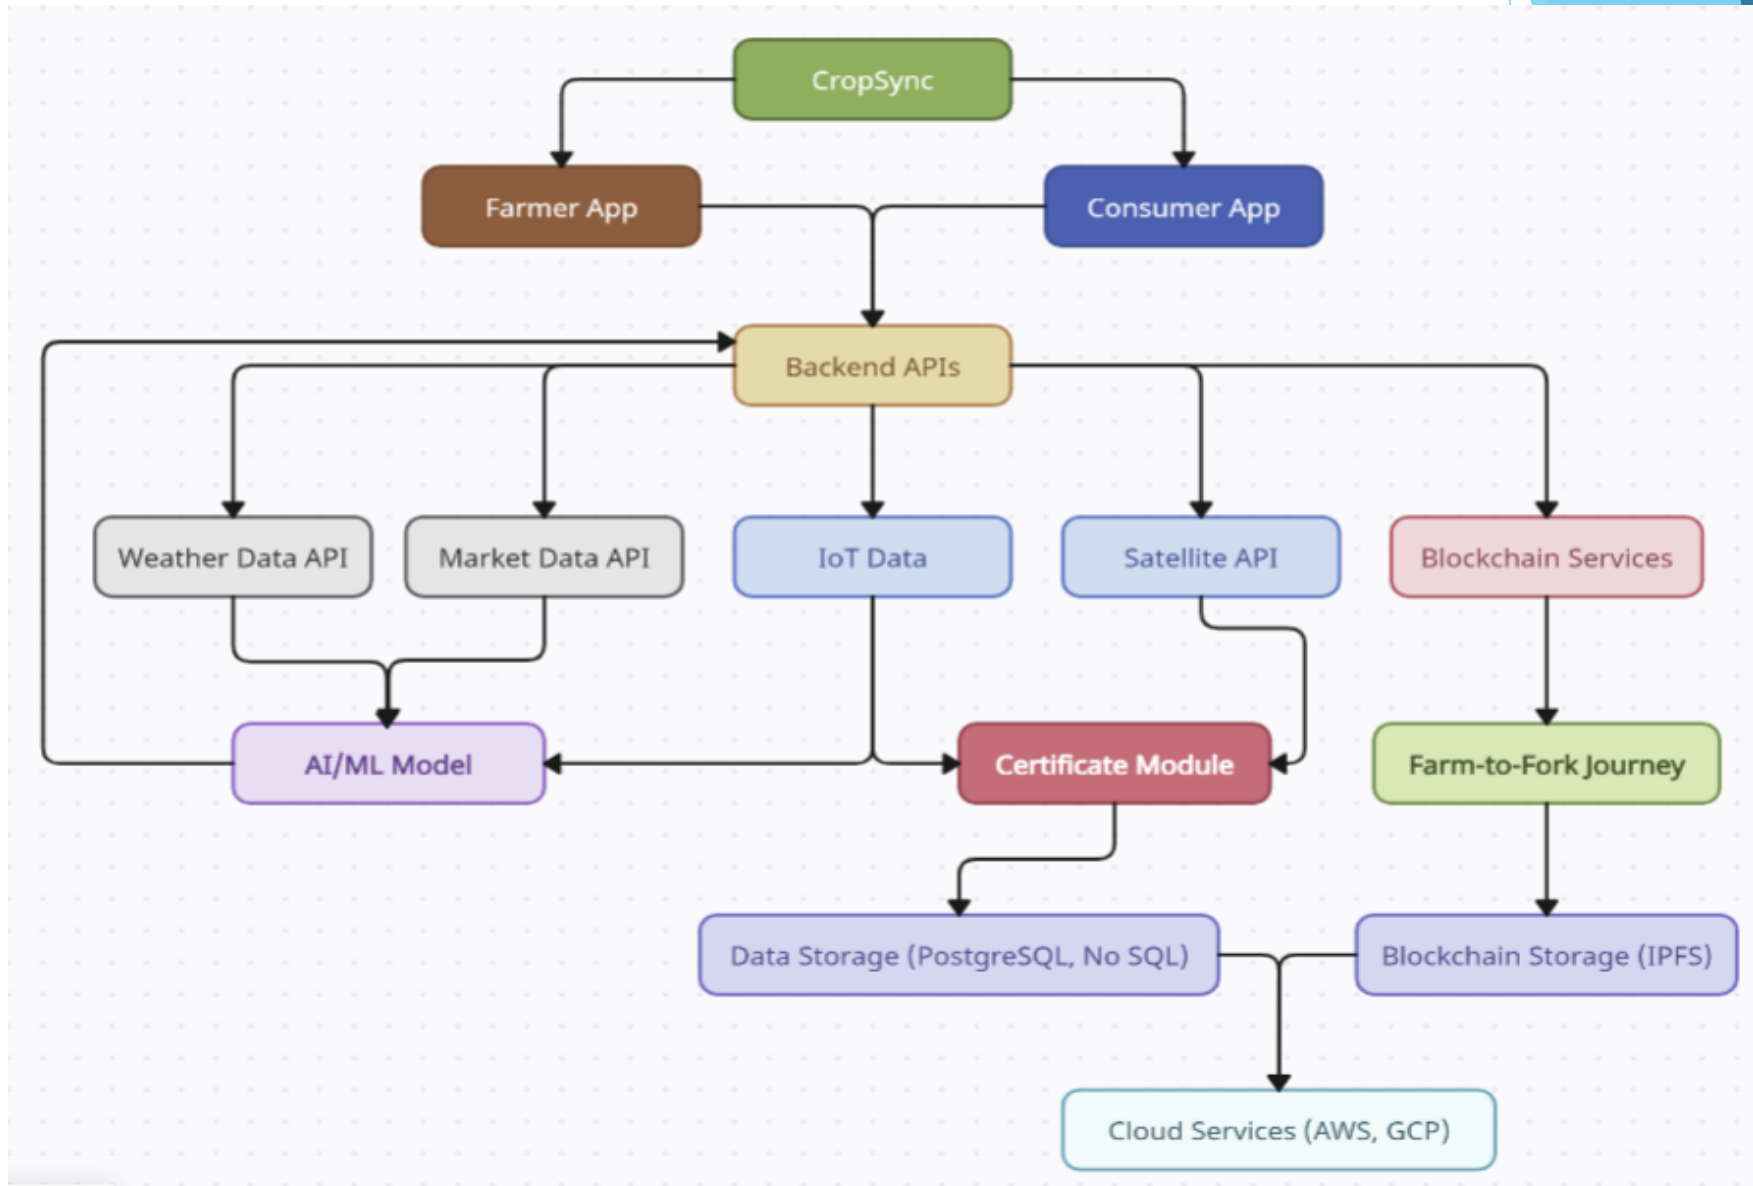 CropSync
Farmer App
Consumer App
Backend APIs
Weather Data API
Market Data API
IoT Data
Satellite API
Blockchain Services
AI/ML Model
Certificate Module
Farm-to-Fork Journey
Data Storage (PostgreSQL, No SQL)
Blockchain Storage (IPFS)
Cloud Services (AWS, GCP)